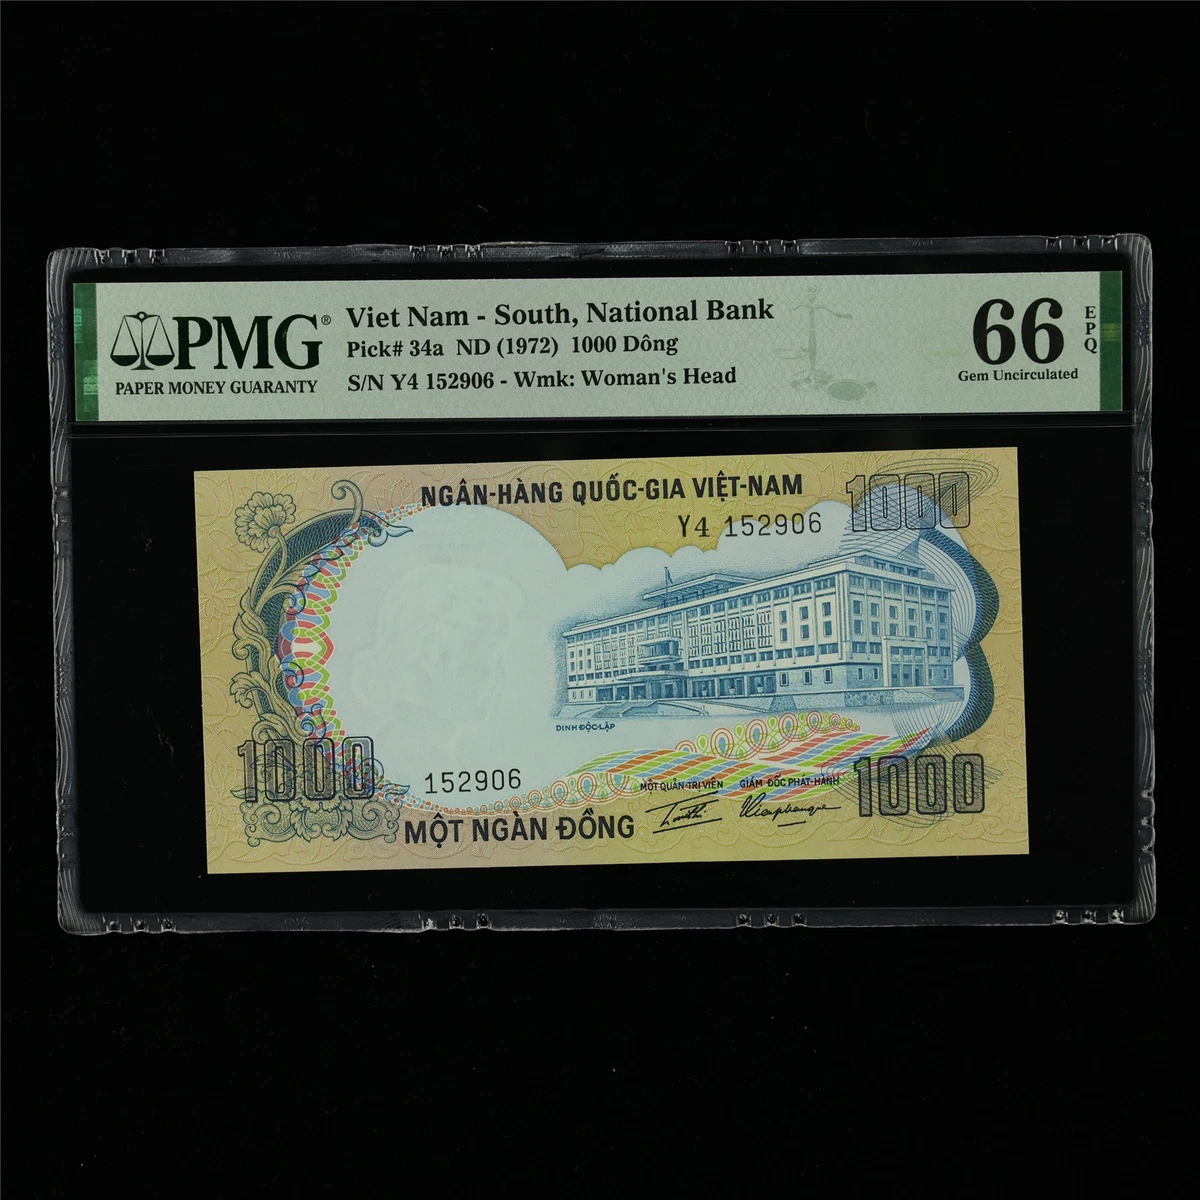 PMG®
PAPER MONEY GUARANTY
Viet Nam - South, National Bank
Pick# 34a ND (1972) 1000 Dông
S/N Y4 152906 - Wmk: Woman's Head
66
EPQ
Gem Uncirculated
NGÂN-HÀNG QUỐC-GIA VIỆT-NAM
1000
Y4 152906
DINH ĐỘC-LẬP
1000
152906
MỘT QUẢN-TRỊ VIÊN GIÁM ĐỐC PHÁT-HÀNH
1000
MỘT NGÀN ĐỒNG